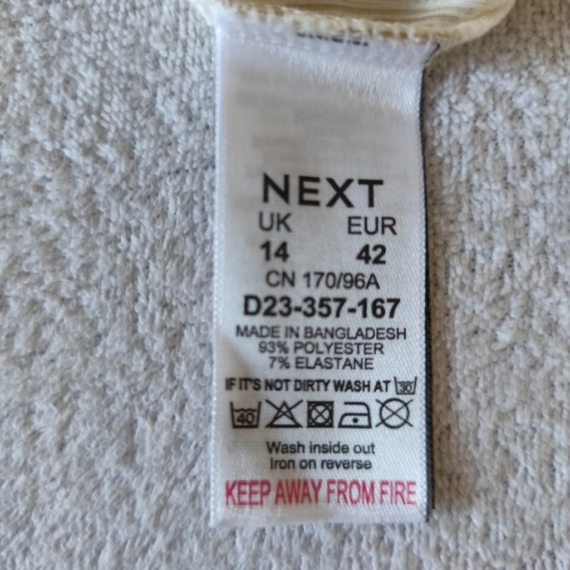 NEXT
UK EUR
14 42
CN 170/96A
D23-357-167
MADE IN BANGLADESH
93% POLYESTER
7% ELASTANE
IF IT'S NOT DIRTY WASH AT 30
40
Wash inside out
Iron on reverse
KEEP AWAY FROM FIRE